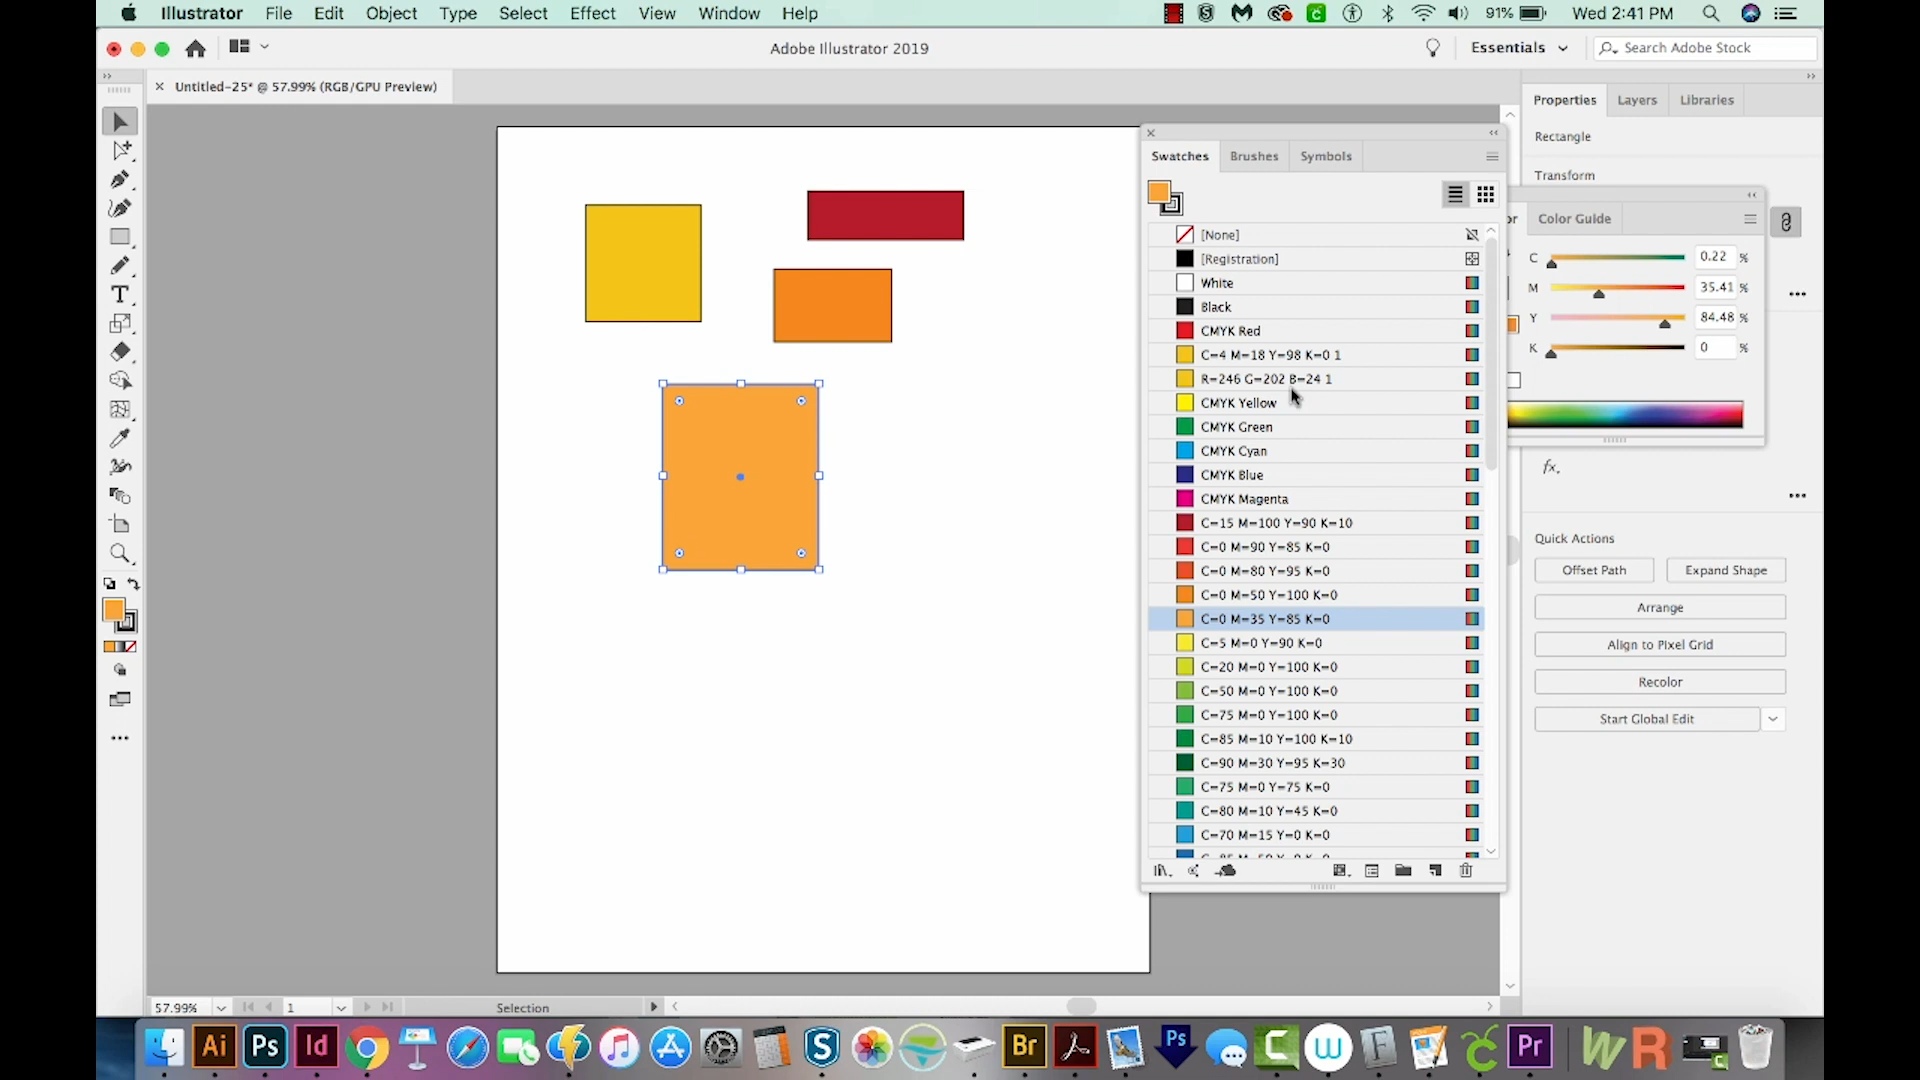 Illustrator File Edit Object Type Select Effect View Window Help
91% Wed 2:41 PM
Adobe Illustrator 2019
Essentials
Search Adobe Stock
Untitled-25* @ 57.99% (RGB/GPU Preview)
Properties Layers Libraries
Rectangle
Transform
Swatches Brushes Symbols
Color Guide
[None]
[Registration]
White
Black
CMYK Red
C=4 M=18 Y=98 K=0 1
R=246 G=202 B=24 1
CMYK Yellow
CMYK Green
CMYK Cyan
CMYK Blue
CMYK Magenta
C=15 M=100 Y=90 K=10
C=0 M=90 Y=85 K=0
C=0 M=80 Y=95 K=0
C=0 M=50 Y=100 K=0
C=0 M=35 Y=85 K=0
C=5 M=0 Y=90 K=0
C=20 M=0 Y=100 K=0
C=50 M=0 Y=100 K=0
C=75 M=0 Y=100 K=0
C=85 M=10 Y=100 K=10
C=90 M=30 Y=95 K=30
C=75 M=0 Y=75 K=0
C=80 M=10 Y=45 K=0
C=70 M=15 Y=0 K=0
C 0.22 %
M 35.41 %
Y 84.48 %
K 0 %
fx.
Quick Actions
Offset Path Expand Shape
Arrange
Align to Pixel Grid
Recolor
Start Global Edit
57.99% 1 Selection
Ai Ps Id Br Ps Pr